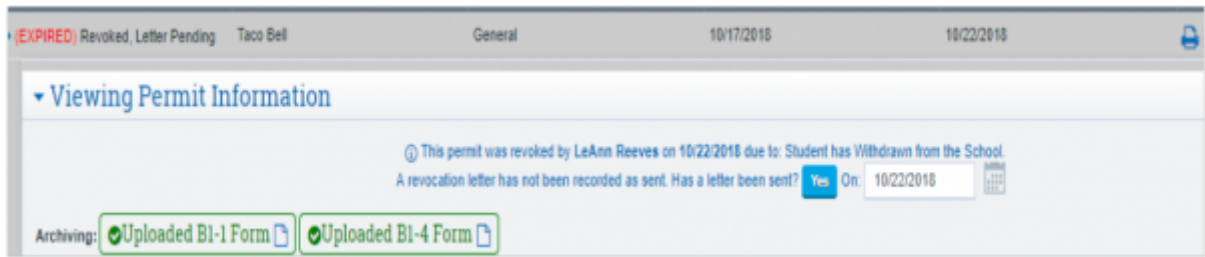 (EXPIRED) Revoked, Letter Pending Taco Bell General 10/17/2018 10/22/2018
Viewing Permit Information
This permit was revoked by LeAnn Reeves on 10/22/2018 due to: Student has Withdrawn from the School.
A revocation letter has not been recorded as sent. Has a letter been sent? Yes On: 10/22/2018
Archiving: Uploaded B1-1 Form Uploaded B1-4 Form